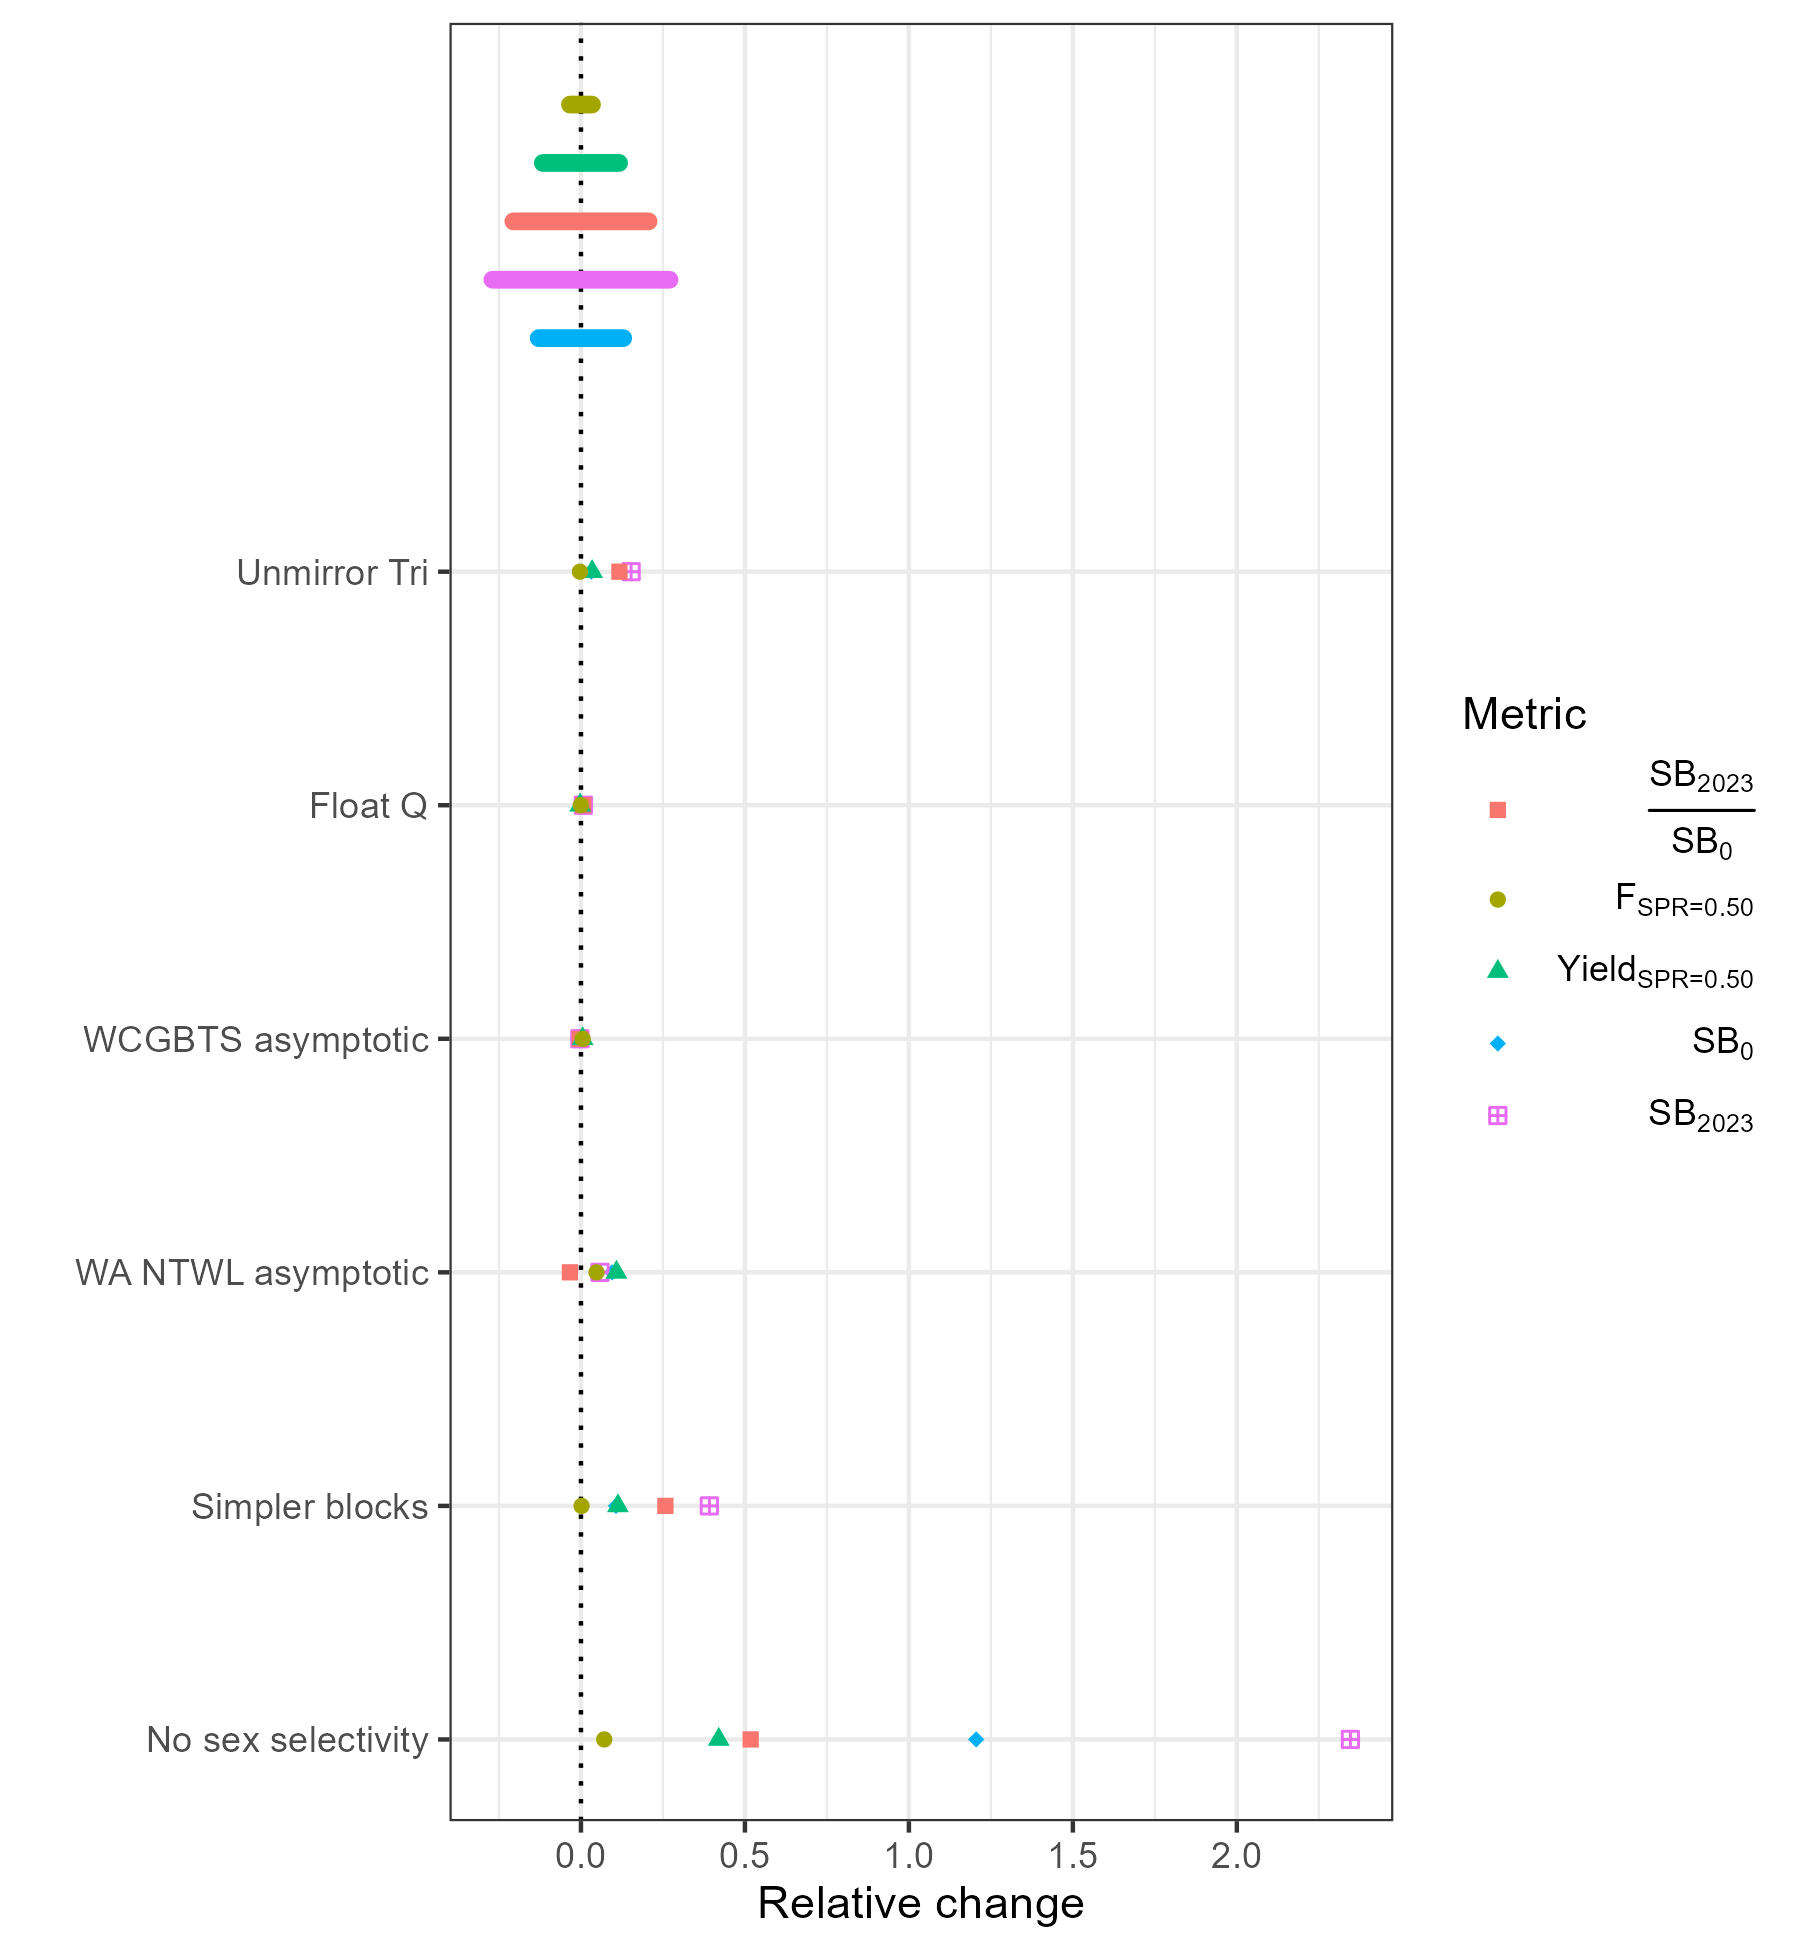 Unmirror Tri
Float Q
WCGBTS asymptotic
WA NTWL asymptotic
Simpler blocks
No sex selectivity
0.0 0.5 1.0 1.5 2.0
Relative change
Metric
SB2023
SB0
FSPR=0.50
YieldSPR=0.50
SB0
SB2023